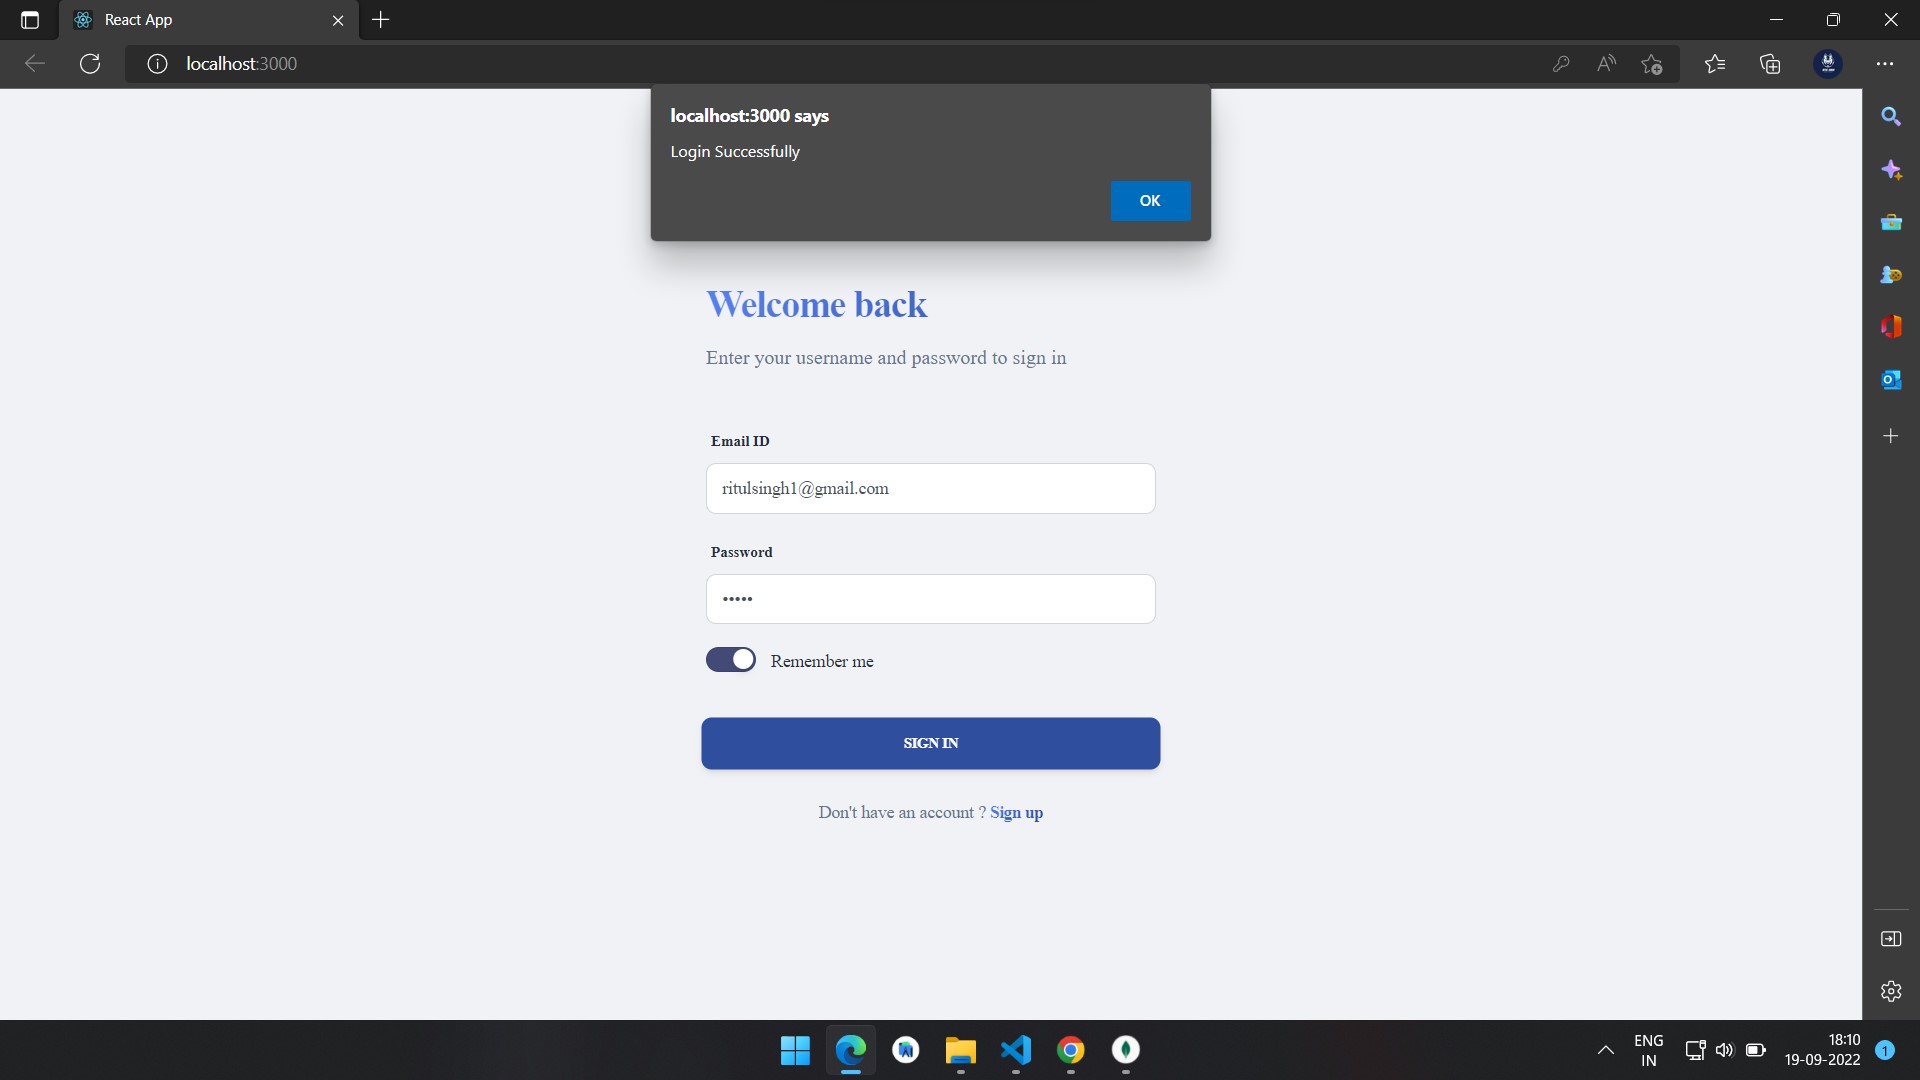 React App
localhost:3000
localhost:3000 says
Login Successfully
OK
Welcome back
Enter your username and password to sign in
Email ID
ritulsingh1@gmail.com
Password
•••••
Remember me
SIGN IN
Don't have an account ? Sign up
ENG
IN
18:10
19-09-2022
1